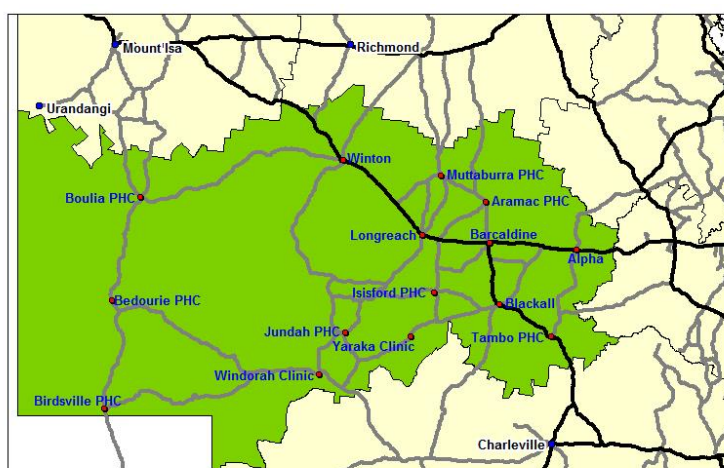 Mount Isa
Richmond
Urandangi
Winton
Muttaburra PHC
Boulia PHC
Aramac PHC
Longreach
Barcaldine
Alpha
Bedourie PHC
Isisford PHC
Blackall
Jundah PHC
Yaraka Clinic
Tambo PHC
Windorah Clinic
Birdsville PHC
Charleville